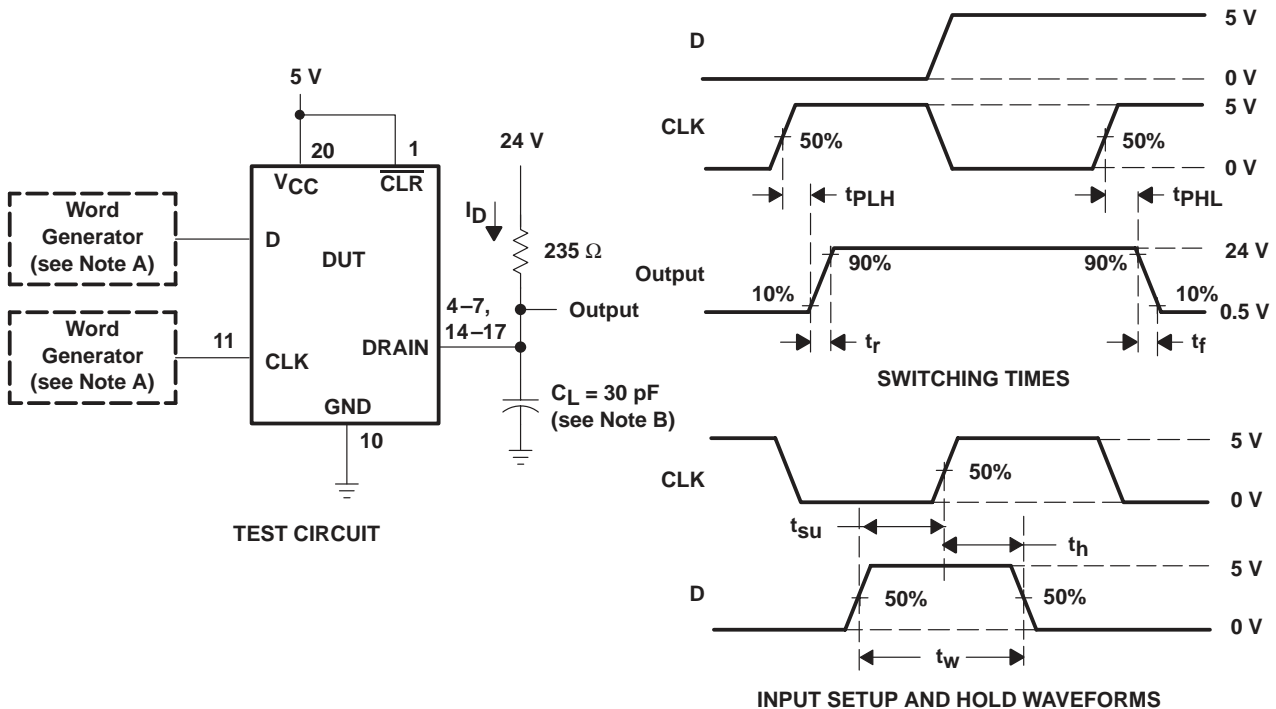 5 V
20
1
VCC
CLR
Word
Generator
(see Note A)
D
DUT
Word
Generator
(see Note A)
11
CLK
DRAIN
GND
10
24 V
ID
235 Ω
4–7,
14–17
Output
CL = 30 pF
(see Note B)
TEST CIRCUIT
D
5 V
0 V
CLK
5 V
50%
50%
0 V
tPLH
tPHL
Output
24 V
90%
90%
10%
10%
0.5 V
tr
tf
SWITCHING TIMES
CLK
5 V
50%
0 V
tsu
th
D
5 V
50%
50%
0 V
tw
INPUT SETUP AND HOLD WAVEFORMS